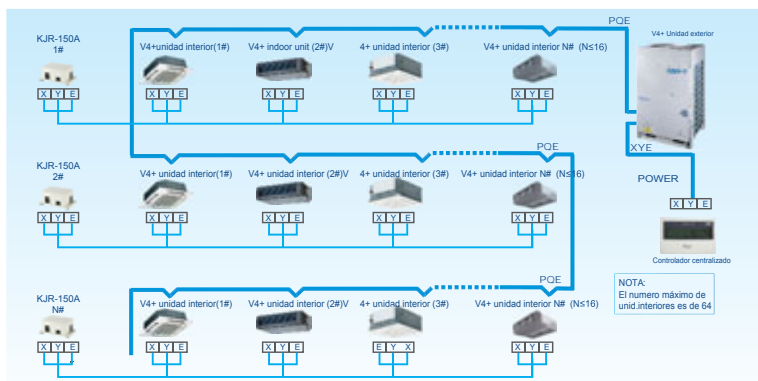 PQE
KJR-150A
1#
V4+unidad interior(1#)
V4+ indoor unit (2#)V
4+ unidad interior (3#)
V4+ unidad interior N# (N≤16)
V4+ Unidad exterior
X Y E
X Y E
X Y E
X Y E
X Y E
PQE
XYE
KJR-150A
2#
V4+ unidad interior(1#)
V4+ unidad interior (2#)V
4+ unidad interior (3#)
V4+ unidad interior N# (N≤16)
POWER
X Y E
X Y E
X Y E
X Y E
X Y E
X Y E
Controlador centralizado
PQE
NOTA:
El numero máximo de
unid.interiores es de 64
KJR-150A
N#
V4+ unidad interior(1#)
V4+ unidad interior (2#)V
4+ unidad interior (3#)
V4+ unidad interior N# (N≤16)
X Y E
X Y E
X Y E
E Y X
X Y E